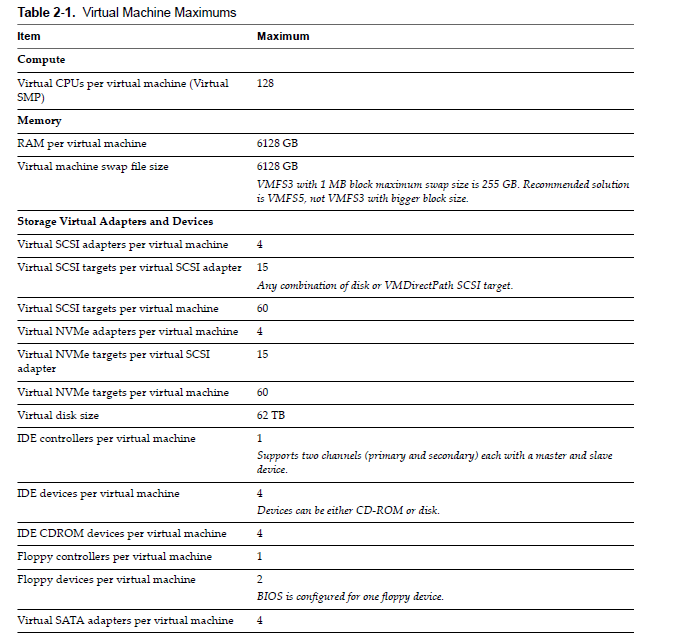 Table 2-1. Virtual Machine Maximums
Item Maximum
Compute
Virtual CPUs per virtual machine (Virtual 128
SMP)
Memory
RAM per virtual machine 6128 GB
Virtual machine swap file size 6128 GB
VMFS3 with 1 MB block maximum swap size is 255 GB. Recommended solution
is VMFS5, not VMFS3 with bigger block size.
Storage Virtual Adapters and Devices
Virtual SCSI adapters per virtual machine 4
Virtual SCSI targets per virtual SCSI adapter 15
Any combination of disk or VMDirectPath SCSI target.
Virtual SCSI targets per virtual machine 60
Virtual NVMe adapters per virtual machine 4
Virtual NVMe targets per virtual SCSI 15
adapter
Virtual NVMe targets per virtual machine 60
Virtual disk size 62 TB
IDE controllers per virtual machine 1
Supports two channels (primary and secondary) each with a master and slave
device.
IDE devices per virtual machine 4
Devices can be either CD-ROM or disk.
IDE CDROM devices per virtual machine 4
Floppy controllers per virtual machine 1
Floppy devices per virtual machine 2
BIOS is configured for one floppy device.
Virtual SATA adapters per virtual machine 4